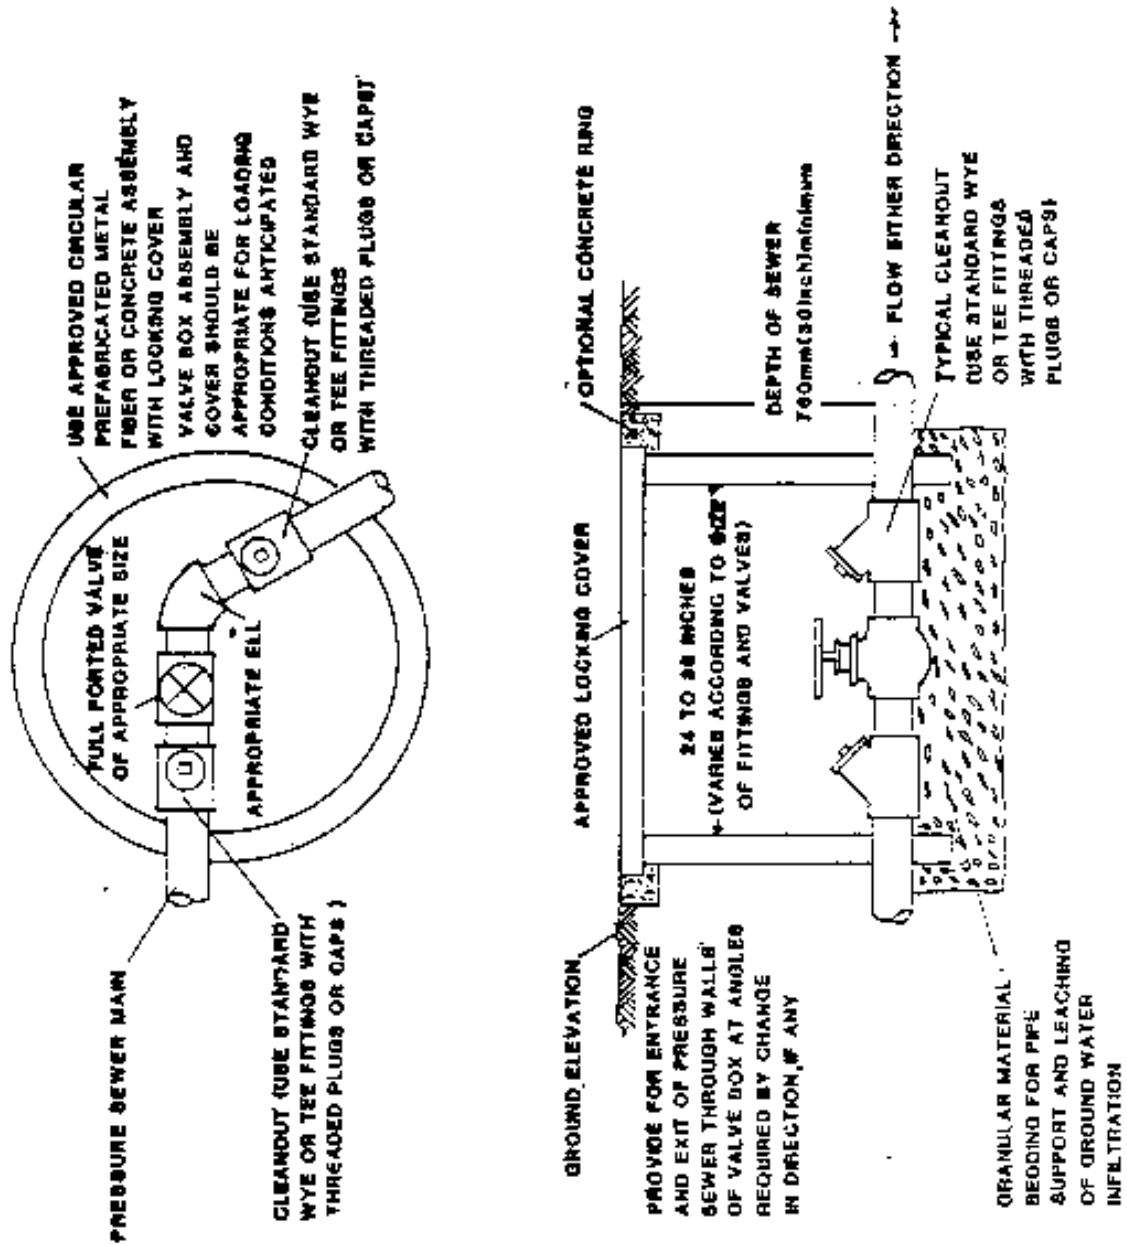 USE APPROVED CIRCULAR
PREFABRICATED METAL
FIBER OR CONCRETE ASSEMBLY
WITH LOCKING COVER
VALVE BOX ASSEMBLY AND
COVER SHOULD BE
APPROPRIATE FOR LOADING
CONDITIONS ANTICIPATED
CLEANOUT (USE STANDARD WYE
OR TEE FITTINGS
WITH THREADED PLUGS OR CAPS)
FULL PORTED VALVE
OF APPROPRIATE SIZE
APPROPRIATE ELL
PRESSURE SEWER MAIN
CLEANOUT (USE STANDARD
WYE OR TEE FITTINGS WITH
THREADED PLUGS OR CAPS )
OPTIONAL CONCRETE RING
DEPTH OF SEWER
760mm(30inch)minimum
← FLOW EITHER DIRECTION →
TYPICAL CLEANOUT
(USE STANDARD WYE
OR TEE FITTINGS
WITH THREADED
PLUGS OR CAPS)
APPROVED LOCKING COVER
24 TO INCHES
(VARIES ACCORDING TO SIZE
OF FITTINGS AND VALVES)
GROUND ELEVATION
PROVIDE FOR ENTRANCE
AND EXIT OF PRESSURE
SEWER THROUGH WALLS
OF VALVE BOX AT ANGLES
REQUIRED BY CHANGE
IN DIRECTION, IF ANY
GRANULAR MATERIAL
BEDDING FOR PIPE
SUPPORT AND LEACHING
OF GROUND WATER
INFILTRATION